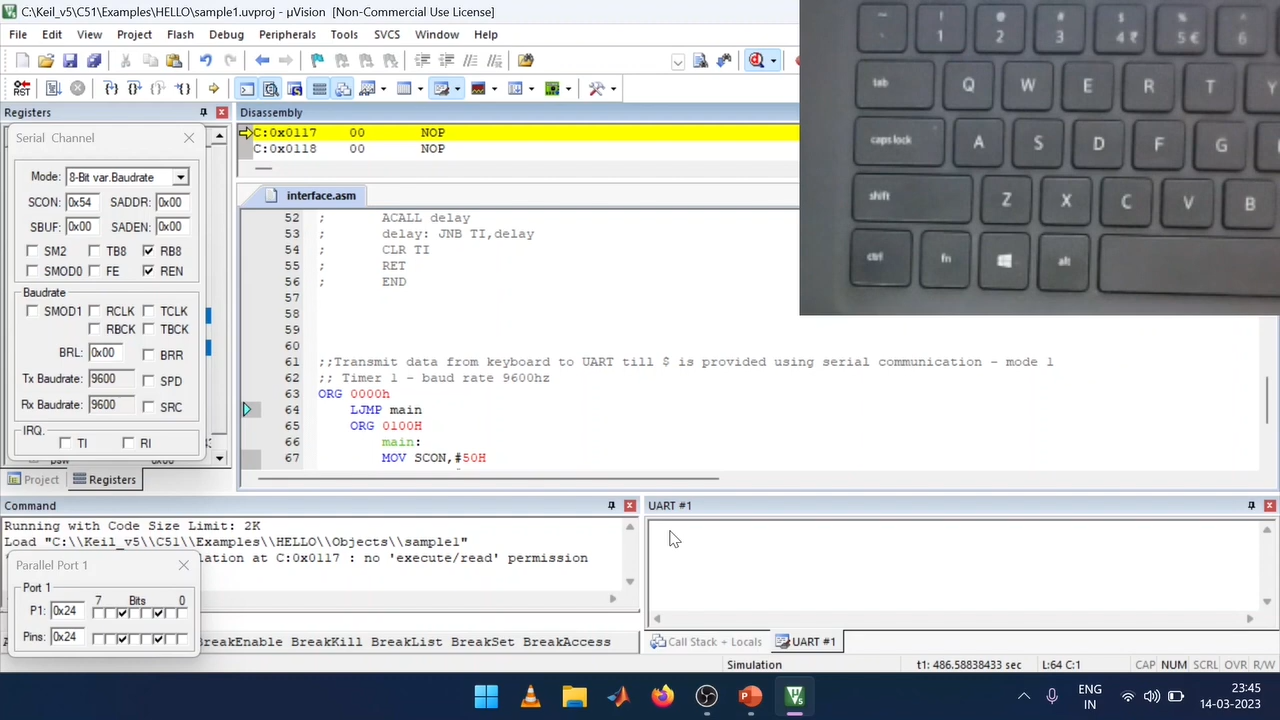 C:\Keil_v5\C51\Examples\HELLO\sample1.uvproj - µVision [Non-Commercial Use License]
File Edit View Project Flash Debug Peripherals Tools SVCS Window Help
Registers
Serial Channel
Mode: 8-Bit var.Baudrate
SCON: 0x54 SADDR: 0x00
SBUF: 0x00 SADEN: 0x00
SM2 TB8 RB8
SMOD0 FE REN
Baudrate
SMOD1 RCLK TCLK
RBCK TBCK
BRL: 0x00 BRR
Tx Baudrate: 9600 SPD
Rx Baudrate: 9600 SRC
IRQ
TI RI
Project Registers
Disassembly
C:0x0117 00 NOP
C:0x0118 00 NOP
interface.asm
52 ; ACALL delay
53 ; delay: JNB TI,delay
54 ; CLR TI
55 ; RET
56 ; END
57
58
59
60
61 ;;Transmit data from keyboard to UART till $ is provided using serial communication - mode 1
62 ;; Timer 1 - baud rate 9600hz
63 ORG 0000h
64 LJMP main
65 ORG 0100H
66 main:
67 MOV SCON,#50H
~ ! @ # $ % ^
1 2 3 4 ₹ 5 € 6
tab Q W E R T Y
caps lock A S D F G
shift Z X C V B
ctrl fn alt
Command
Running with Code Size Limit: 2K
Load "C:\\Keil_v5\\C51\\Examples\\HELLO\\Objects\\sample1"
lation at C:0x0117 : no 'execute/read' permission
Parallel Port 1
Port 1
7 Bits 0
P1: 0x24
Pins: 0x24
BreakEnable BreakKill BreakList BreakSet BreakAccess
UART #1
Call Stack + Locals UART #1
Simulation t1: 486.58838433 sec L:64 C:1 CAP NUM SCRL OVR R/W
ENG
IN
23:45
14-03-2023